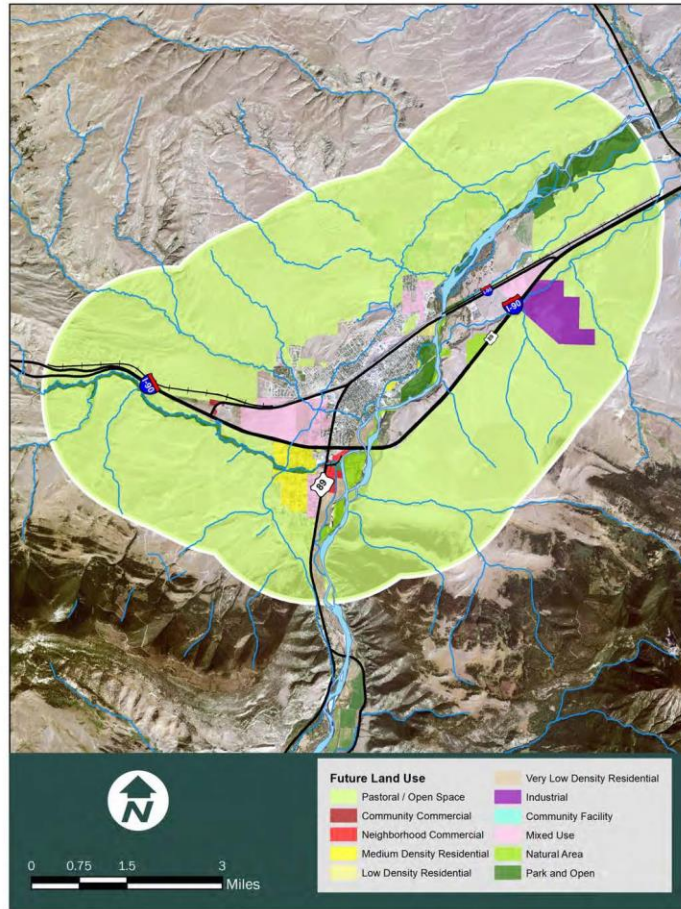 I-90
I-90
I-90
89
N
0 0.75 1.5 3
Miles
Future Land Use
Pastoral / Open Space
Community Commercial
Neighborhood Commercial
Medium Density Residential
Low Density Residential
Very Low Density Residential
Industrial
Community Facility
Mixed Use
Natural Area
Park and Open